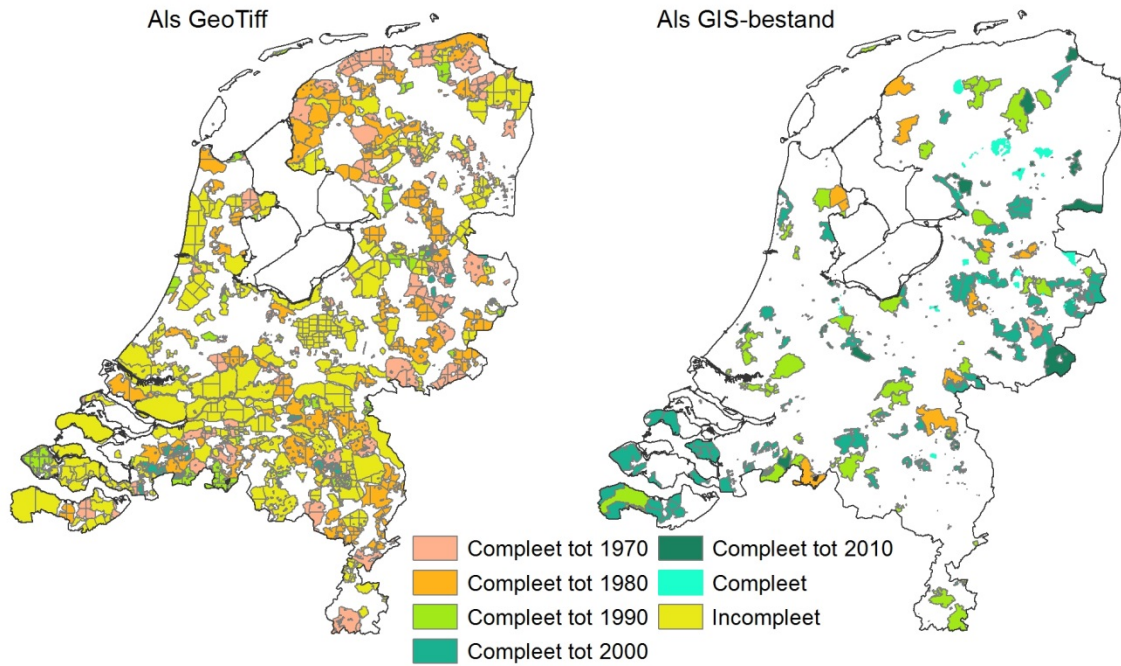 Als GeoTiff
Als GIS-bestand
Compleet tot 1970
Compleet tot 1980
Compleet tot 1990
Compleet tot 2000
Compleet tot 2010
Compleet
Incompleet